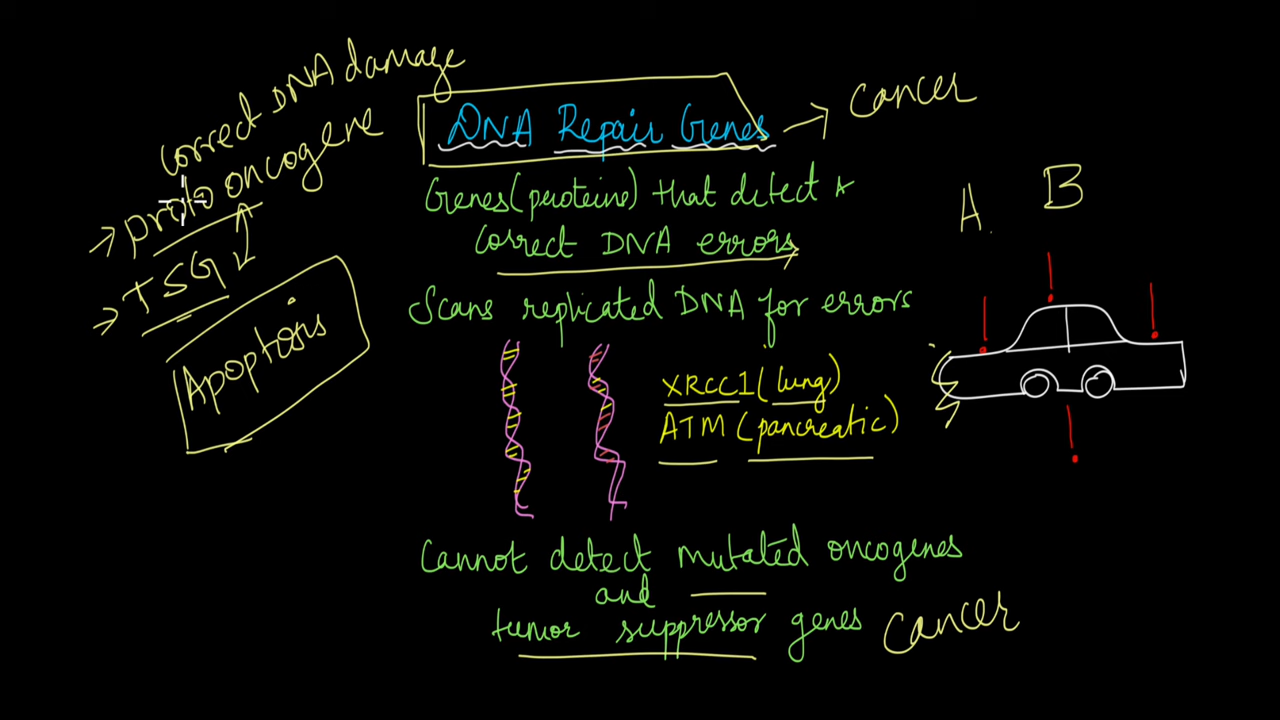 correct DNA damage
proto oncogene
TSG
Apoptosis
DNA Repair Genes
cancer
Genes(proteins) that detect &
correct DNA errors
Scans replicated DNA for errors
XRCC1(lung)
ATM(pancreatic)
A.
B
cannot detect mutated oncogenes
and
tumor suppressor genes
cancer